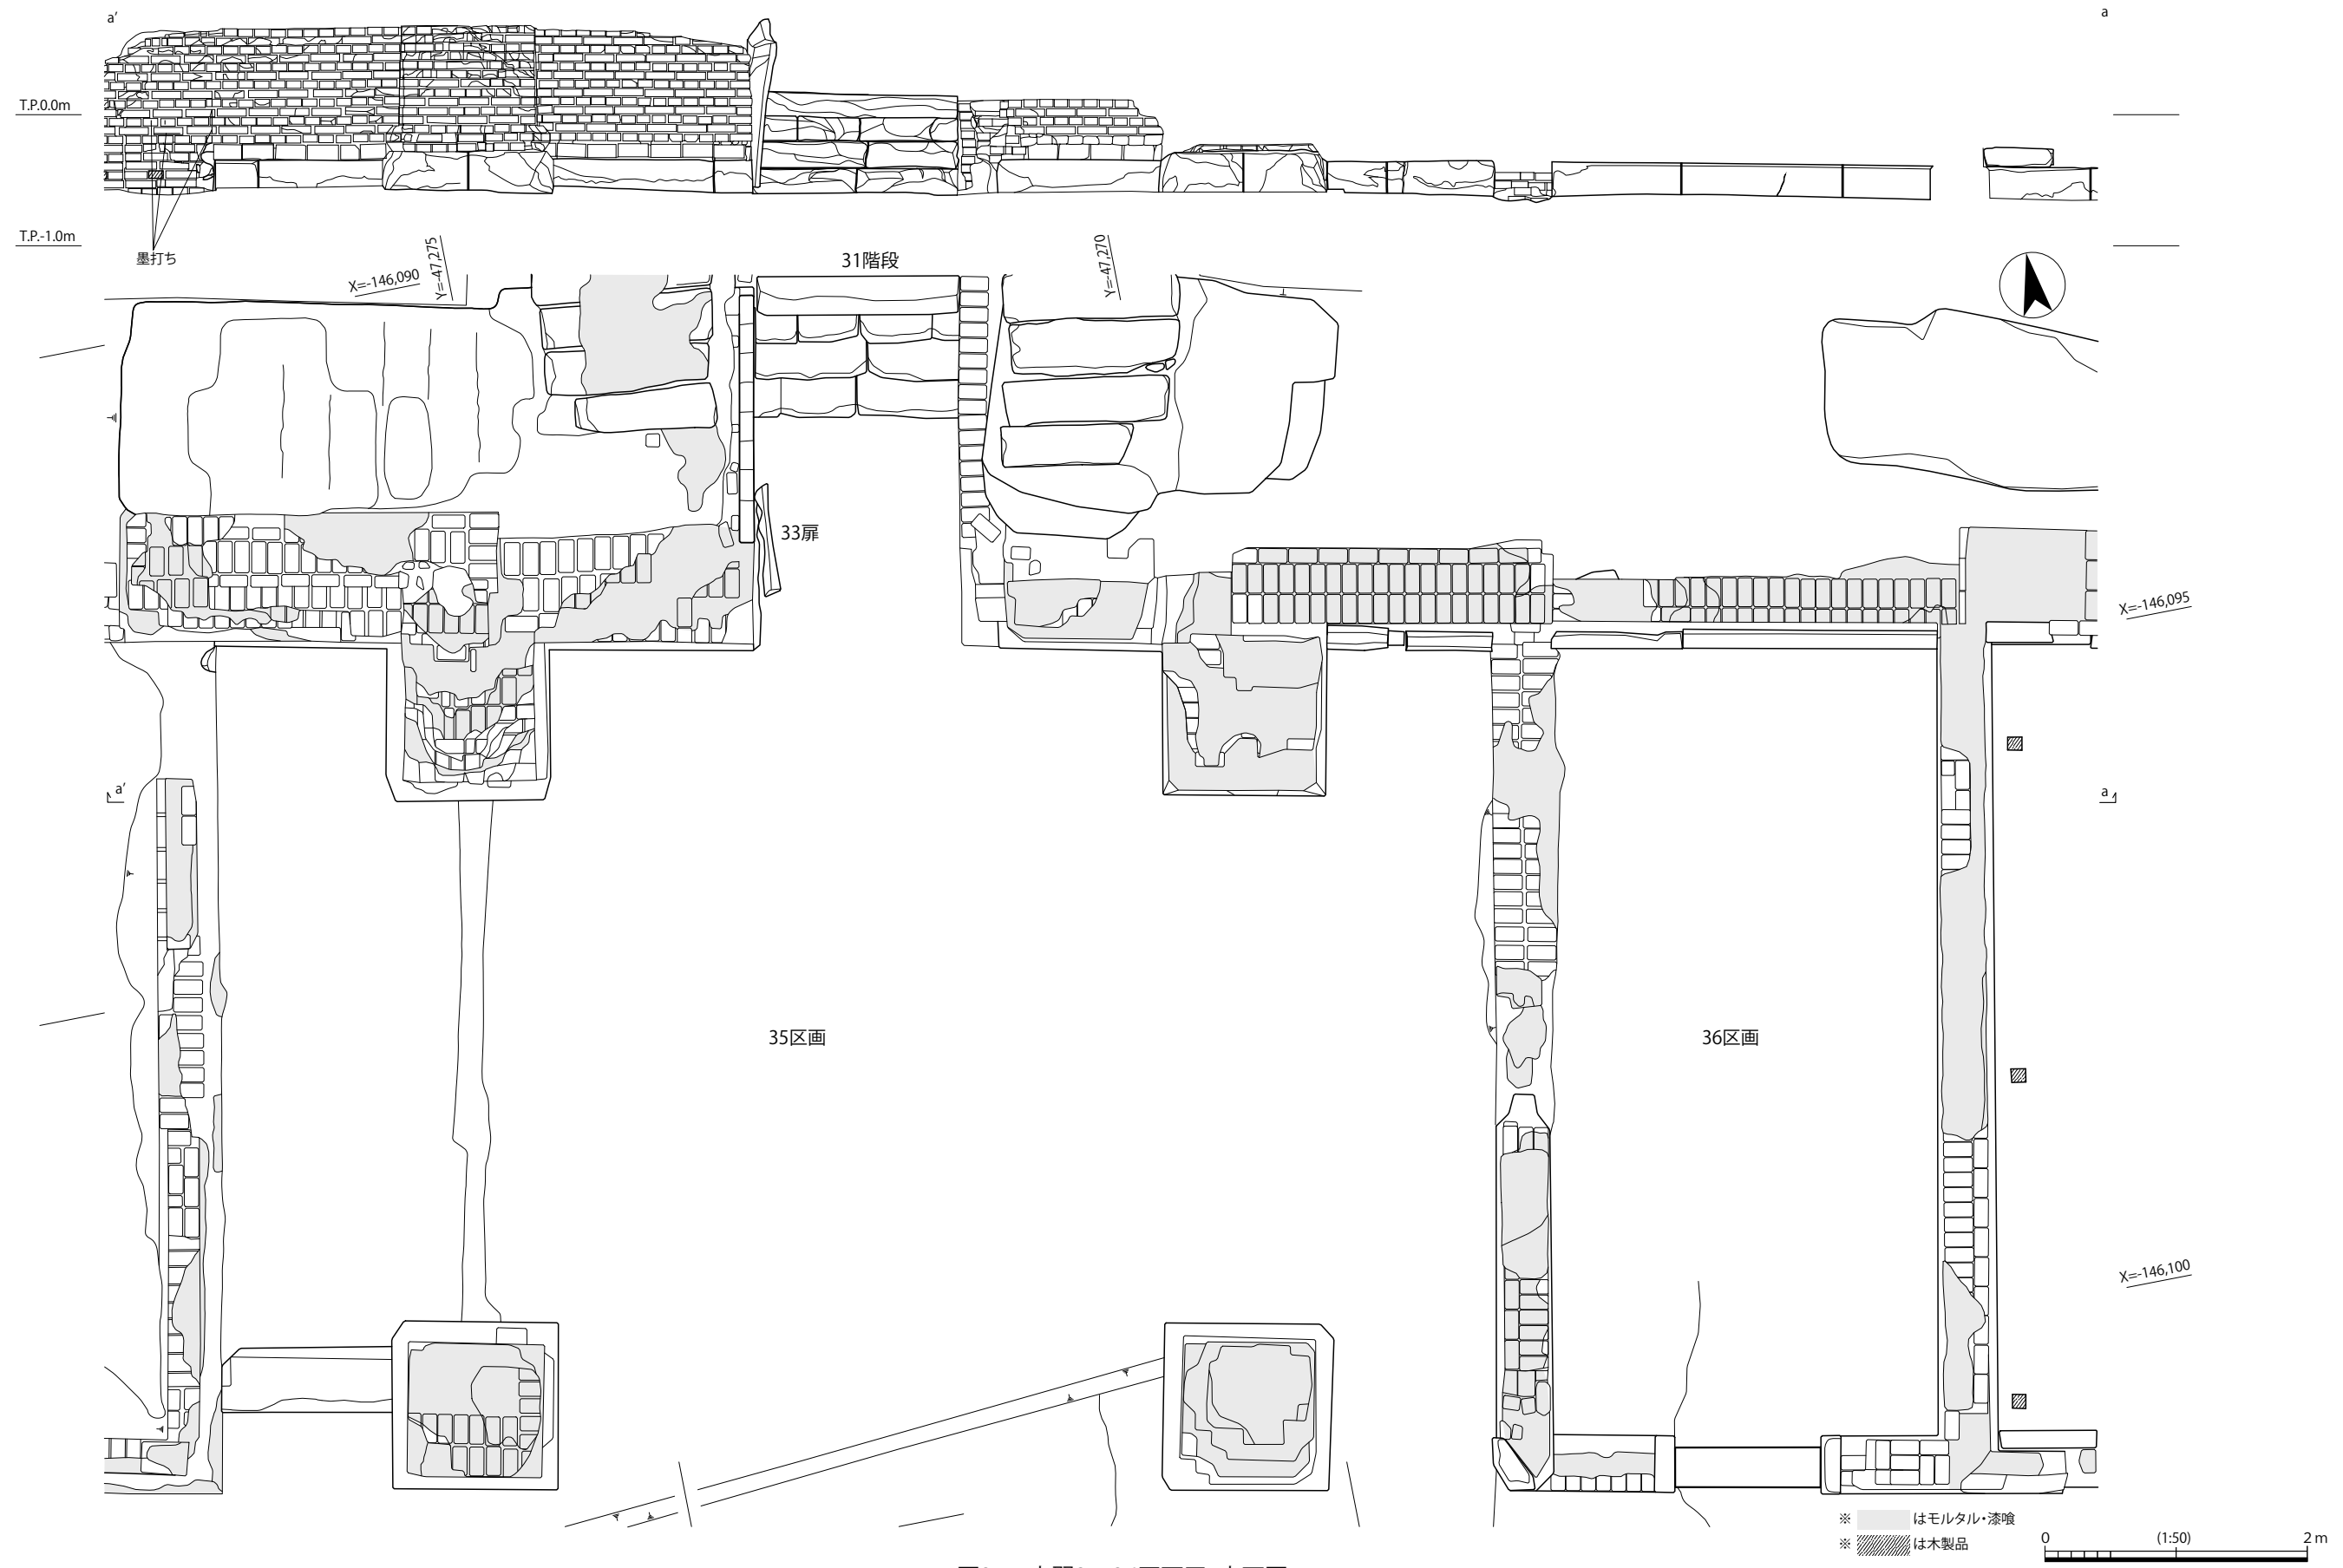 a′
a
T.P.0.0m
T.P.-1.0m
墨打ち
X=-146,090
Y=-47,275
31階段
Y=-47,270
33扉
X=-146,095
a′
a
35区画
36区画
X=-146,100
※ はモルタル・漆喰
※ は木製品
0 (1:50) 2 m